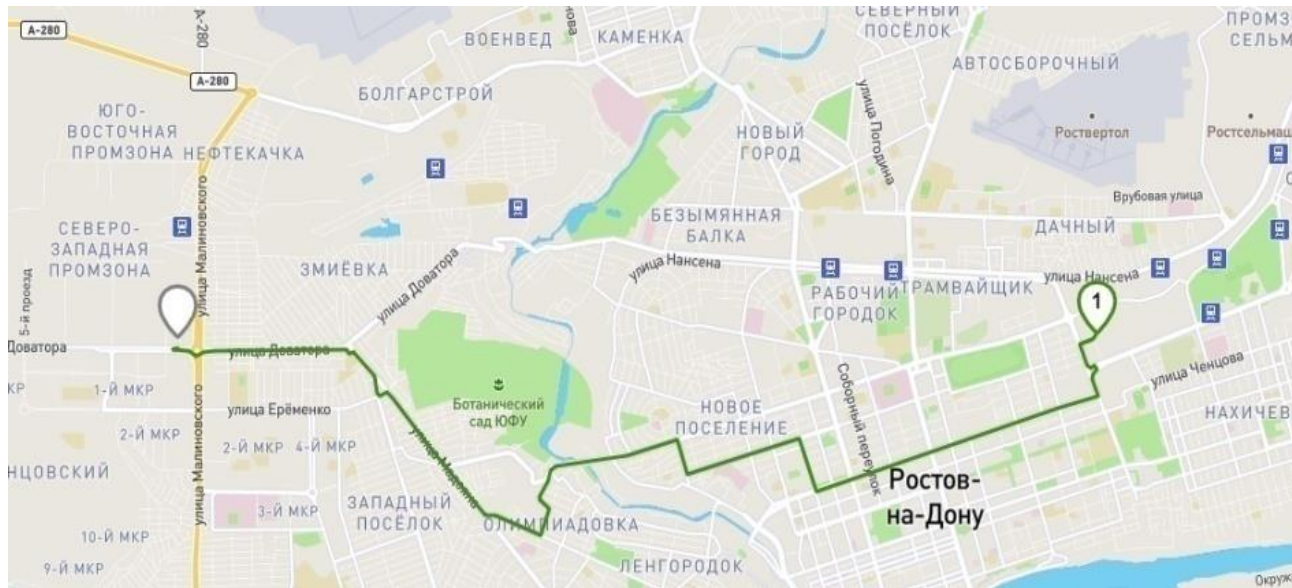 А-280
А-280
А-280
нова
ВОЕНВЕД
КАМЕНКА
СЕВЕРНЫЙ
ПОСЁЛОК
ПРОМЗ
СЕЛЬМ
АВТОСБОРОЧНЫЙ
БОЛГАРСТРОЙ
ЮГО-
ВОСТОЧНАЯ
ПРОМЗОНА
НЕФТЕКАЧКА
улица Погодина
Роствертол
Ростсельмаш
НОВЫЙ
ГОРОД
Врубовая улица
улица Малиновского
БЕЗЫМЯННАЯ
БАЛКА
ДАЧНЫЙ
СЕВЕРО-
ЗАПАДНАЯ
ПРОМЗОНА
ЗМИЁВКА
улица Доватора
улица Нансена
улица Нансена
РАБОЧИЙ
ГОРОДОК
ТРАМВАЙЩИК
1
5-й проезд
Доватора
улица Доватора
улица Ченцова
КР
1-Й МКР
улица Ерёменко
Ботанический
сад ЮФУ
Соборный переулок
НОВОЕ
ПОСЕЛЕНИЕ
НАХИЧЕВ
2-Й МКР
2-Й МКР
4-Й МКР
улица Малиновского
НЦОВСКИЙ
ЗАПАДНЫЙ
ПОСЁЛОК
3-Й МКР
ОЛИМПИАДОВКА
Ростов-
на-Дону
10-Й МКР
9-Й МКР
ЛЕНГОРОДОК
Окруж